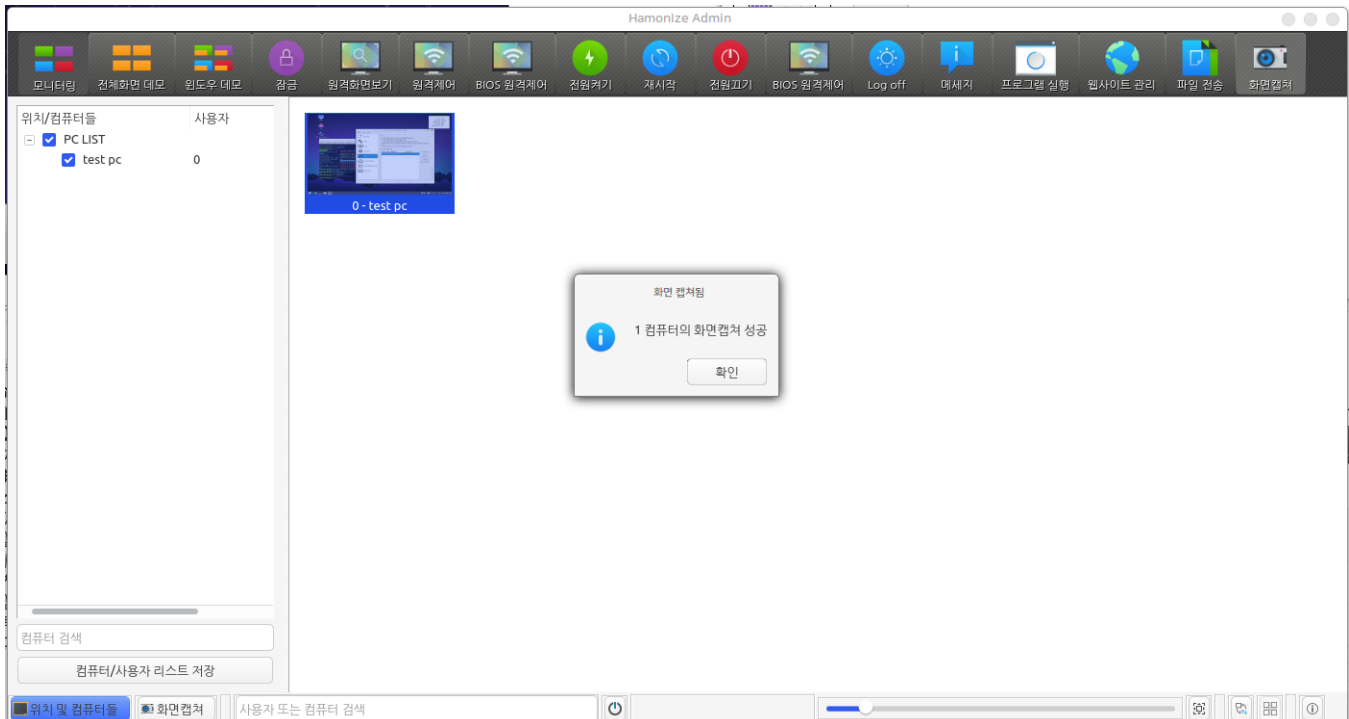 Hamonize Admin
모니터링 전체화면 데모 윈도우 데모 잠금 원격화면보기 원격제어 BIOS 원격제어 전원켜기 재시작 전원끄기 BIOS 원격제어 Log off 메세지 프로그램 실행 웹사이트 관리 파일 전송 화면캡쳐
위치/컴퓨터들 사용자
PC LIST
test pc 0
0 - test pc
화면 캡쳐됨
1 컴퓨터의 화면캡쳐 성공
확인
컴퓨터 검색
컴퓨터/사용자 리스트 저장
위치 및 컴퓨터들 화면캡쳐 사용자 또는 컴퓨터 검색